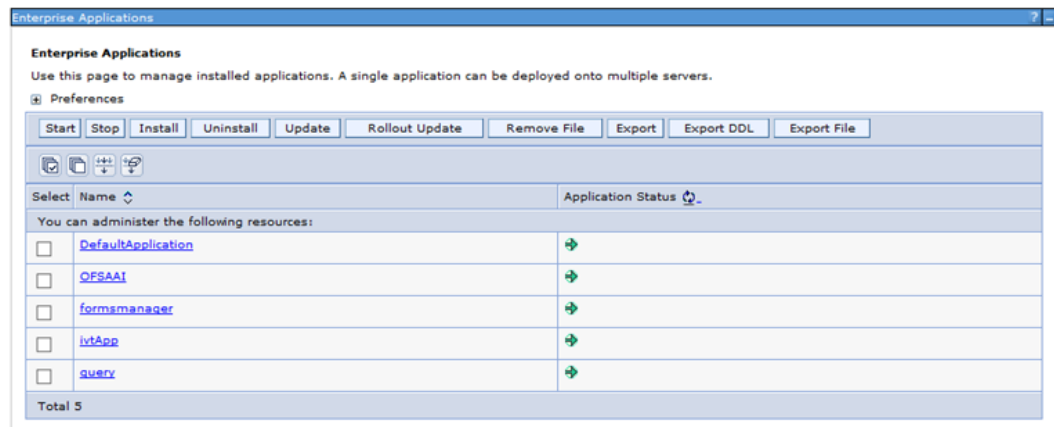 Enterprise Applications ? –
Enterprise Applications
Use this page to manage installed applications. A single application can be deployed onto multiple servers.
Preferences
Start Stop Install Uninstall Update Rollout Update Remove File Export Export DDL Export File
Select Name Application Status
You can administer the following resources:
DefaultApplication
OFSAAI
formsmanager
ivtApp
query
Total 5